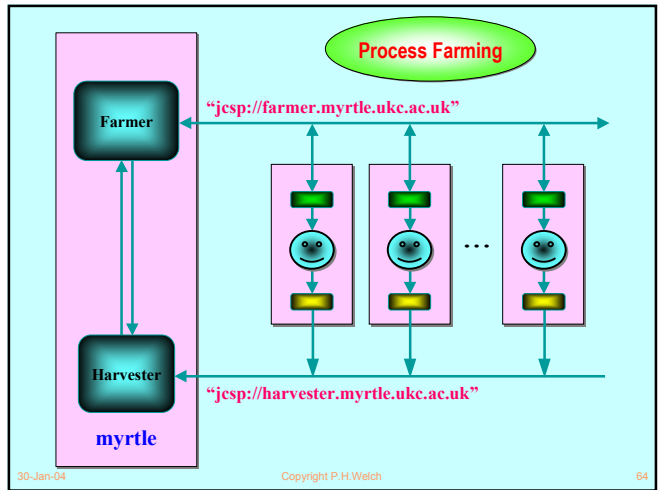 Process Farming
“jcsp://farmer.myrtle.ukc.ac.uk”
Farmer
...
Harvester
“jcsp://harvester.myrtle.ukc.ac.uk”
myrtle
30-Jan-04
Copyright P.H.Welch
64